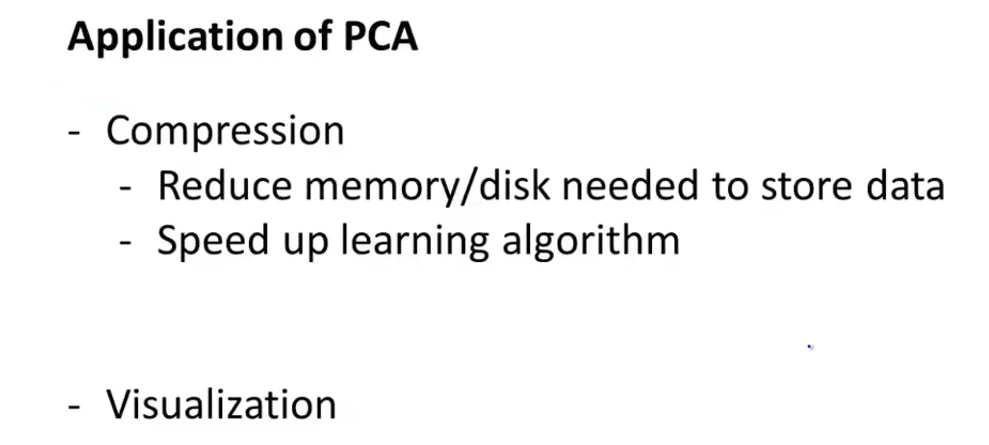 Application of PCA
- Compression
- Reduce memory/disk needed to store data
- Speed up learning algorithm
- Visualization